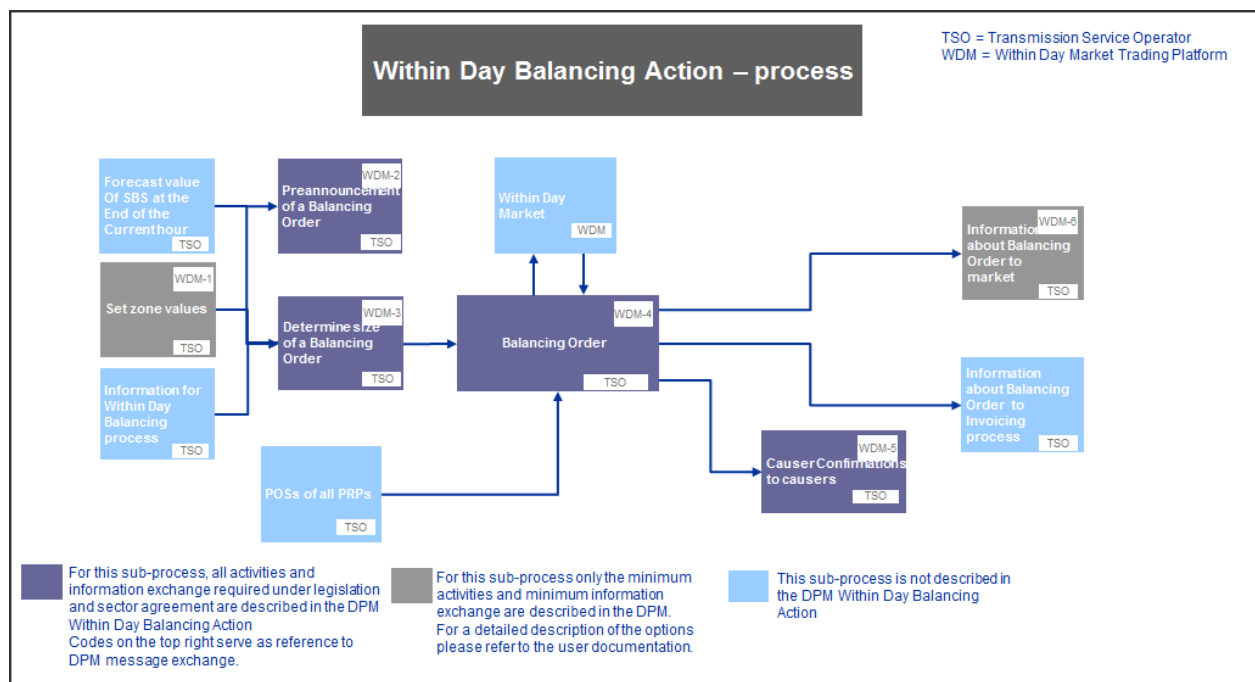 TSO = Transmission Service Operator
WDM = Within Day Market Trading Platform
Within Day Balancing Action – process
Forecast value
Of SBS at the
End of the
Current hour
TSO
WDM-2
Preannouncement
of a Balancing
Order
TSO
Within Day
Market
WDM
WDM-6
Information
about Balancing
Order to
market
TSO
WDM-1
Set zone values
TSO
WDM-3
Determine size
of a Balancing
Order
TSO
WDM-4
Balancing Order
TSO
Information for
Within Day
Balancing
process
TSO
Information
about Balancing
Order to
Invoicing
process
TSO
WDM-5
Causer Confirmations
to causers
TSO
POSs of all PRPs
TSO
For this sub-process, all activities and
information exchange required under legislation
and sector agreement are described in the DPM
Within Day Balancing Action
Codes on the top right serve as reference to
DPM message exchange.
For this sub-process only the minimum
activities and minimum information
exchange are described in the DPM.
For a detailed description of the options
please refer to the user documentation.
This sub-process is not described in
the DPM Within Day Balancing
Action